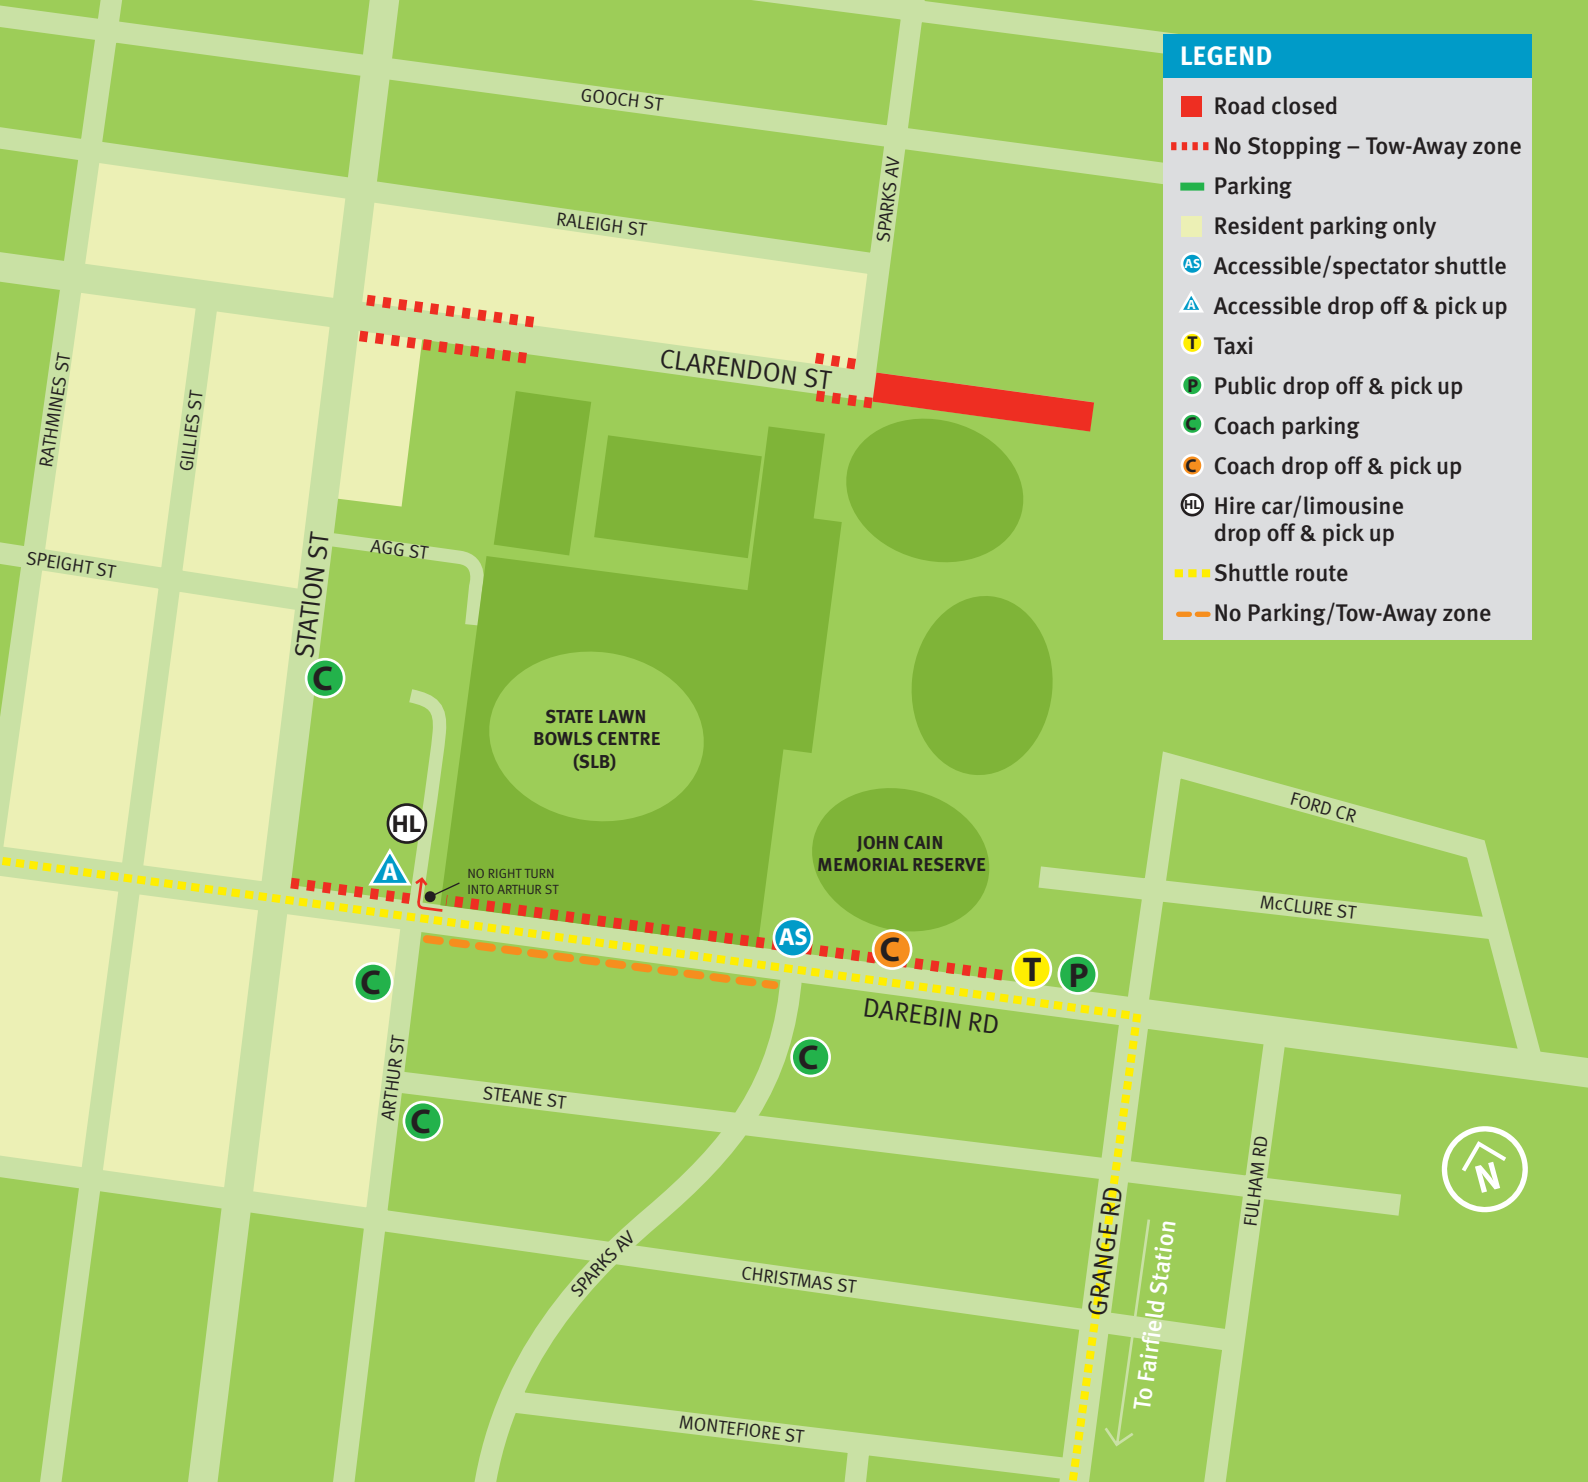 LEGEND
Road closed
No Stopping – Tow-Away zone
Parking
Resident parking only
AS Accessible/spectator shuttle
A Accessible drop off & pick up
T Taxi
P Public drop off & pick up
C Coach parking
C Coach drop off & pick up
HL Hire car/limousine
drop off & pick up
Shuttle route
No Parking/Tow-Away zone
GOOCH ST
SPARKS AV
RALEIGH ST
CLARENDON ST
RATHMINES ST
GILLIES ST
STATION ST
AGG ST
SPEIGHT ST
C
STATE LAWN
BOWLS CENTRE
(SLB)
HL
A
NO RIGHT TURN
INTO ARTHUR ST
JOHN CAIN
MEMORIAL RESERVE
FORD CR
McCLURE ST
AS
C
T
P
DAREBIN RD
C
C
ARTHUR ST
STEANE ST
C
SPARKS AV
CHRISTMAS ST
GRANGE RD
To Fairfield Station
FULHAM RD
N
MONTEFIORE ST